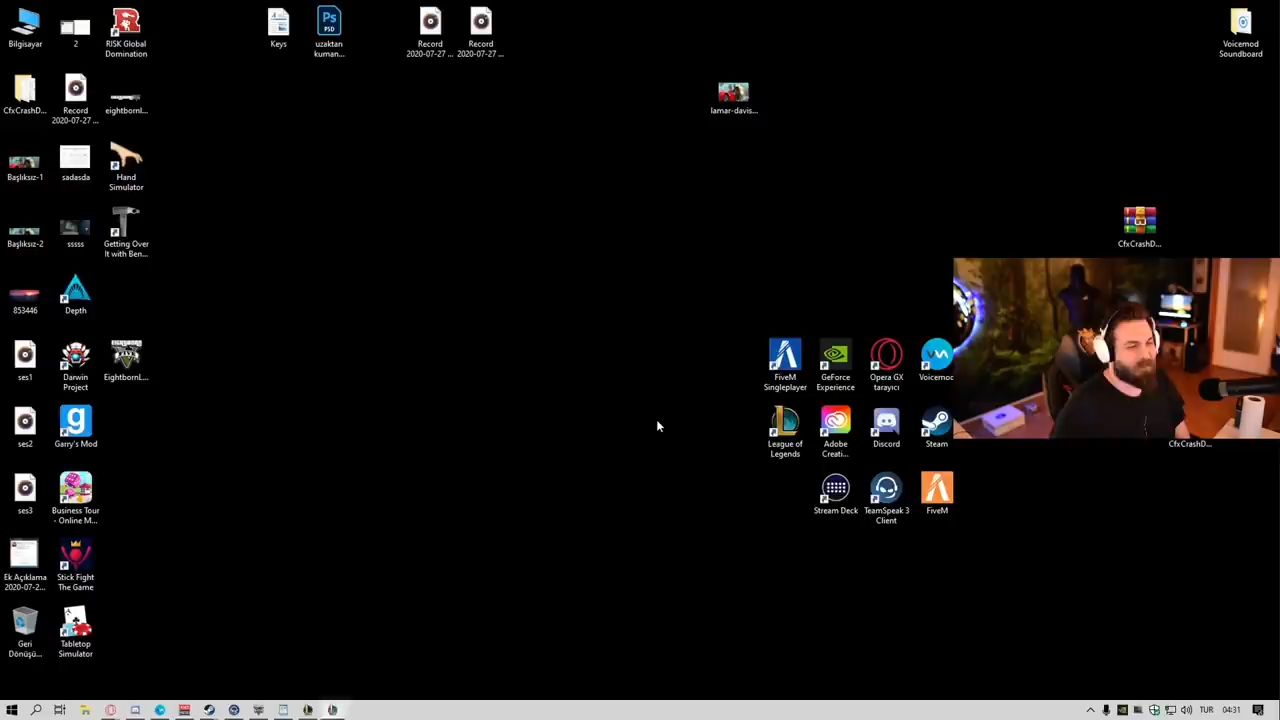 Bilgisayar
2
RISK Global
Domination
Keys
uzaktan
kuman...
Record
2020-07-27 ...
Record
2020-07-27 ...
Voicemod
Soundboard
CfxCrashD...
Record
2020-07-27 ...
eightbornl...
lamar-davis...
Başlıksız-1
sadasda
Hand
Simulator
Başlıksız-2
sssss
Getting Over
It with Ben...
CfxCrashD...
853446
Depth
ses1
Darwin
Project
EightbornL...
FiveM
Singleplayer
GeForce
Experience
Opera GX
tarayıcı
Voicemod
ses2
Garry's Mod
League of
Legends
Adobe
Creati...
Discord
Steam
CfxCrashD...
ses3
Business Tour
- Online M...
Stream Deck
TeamSpeak 3
Client
FiveM
Ek Açıklama
2020-07-2...
Stick Fight
The Game
Geri
Dönüşü...
Tabletop
Simulator
TUR
04:31